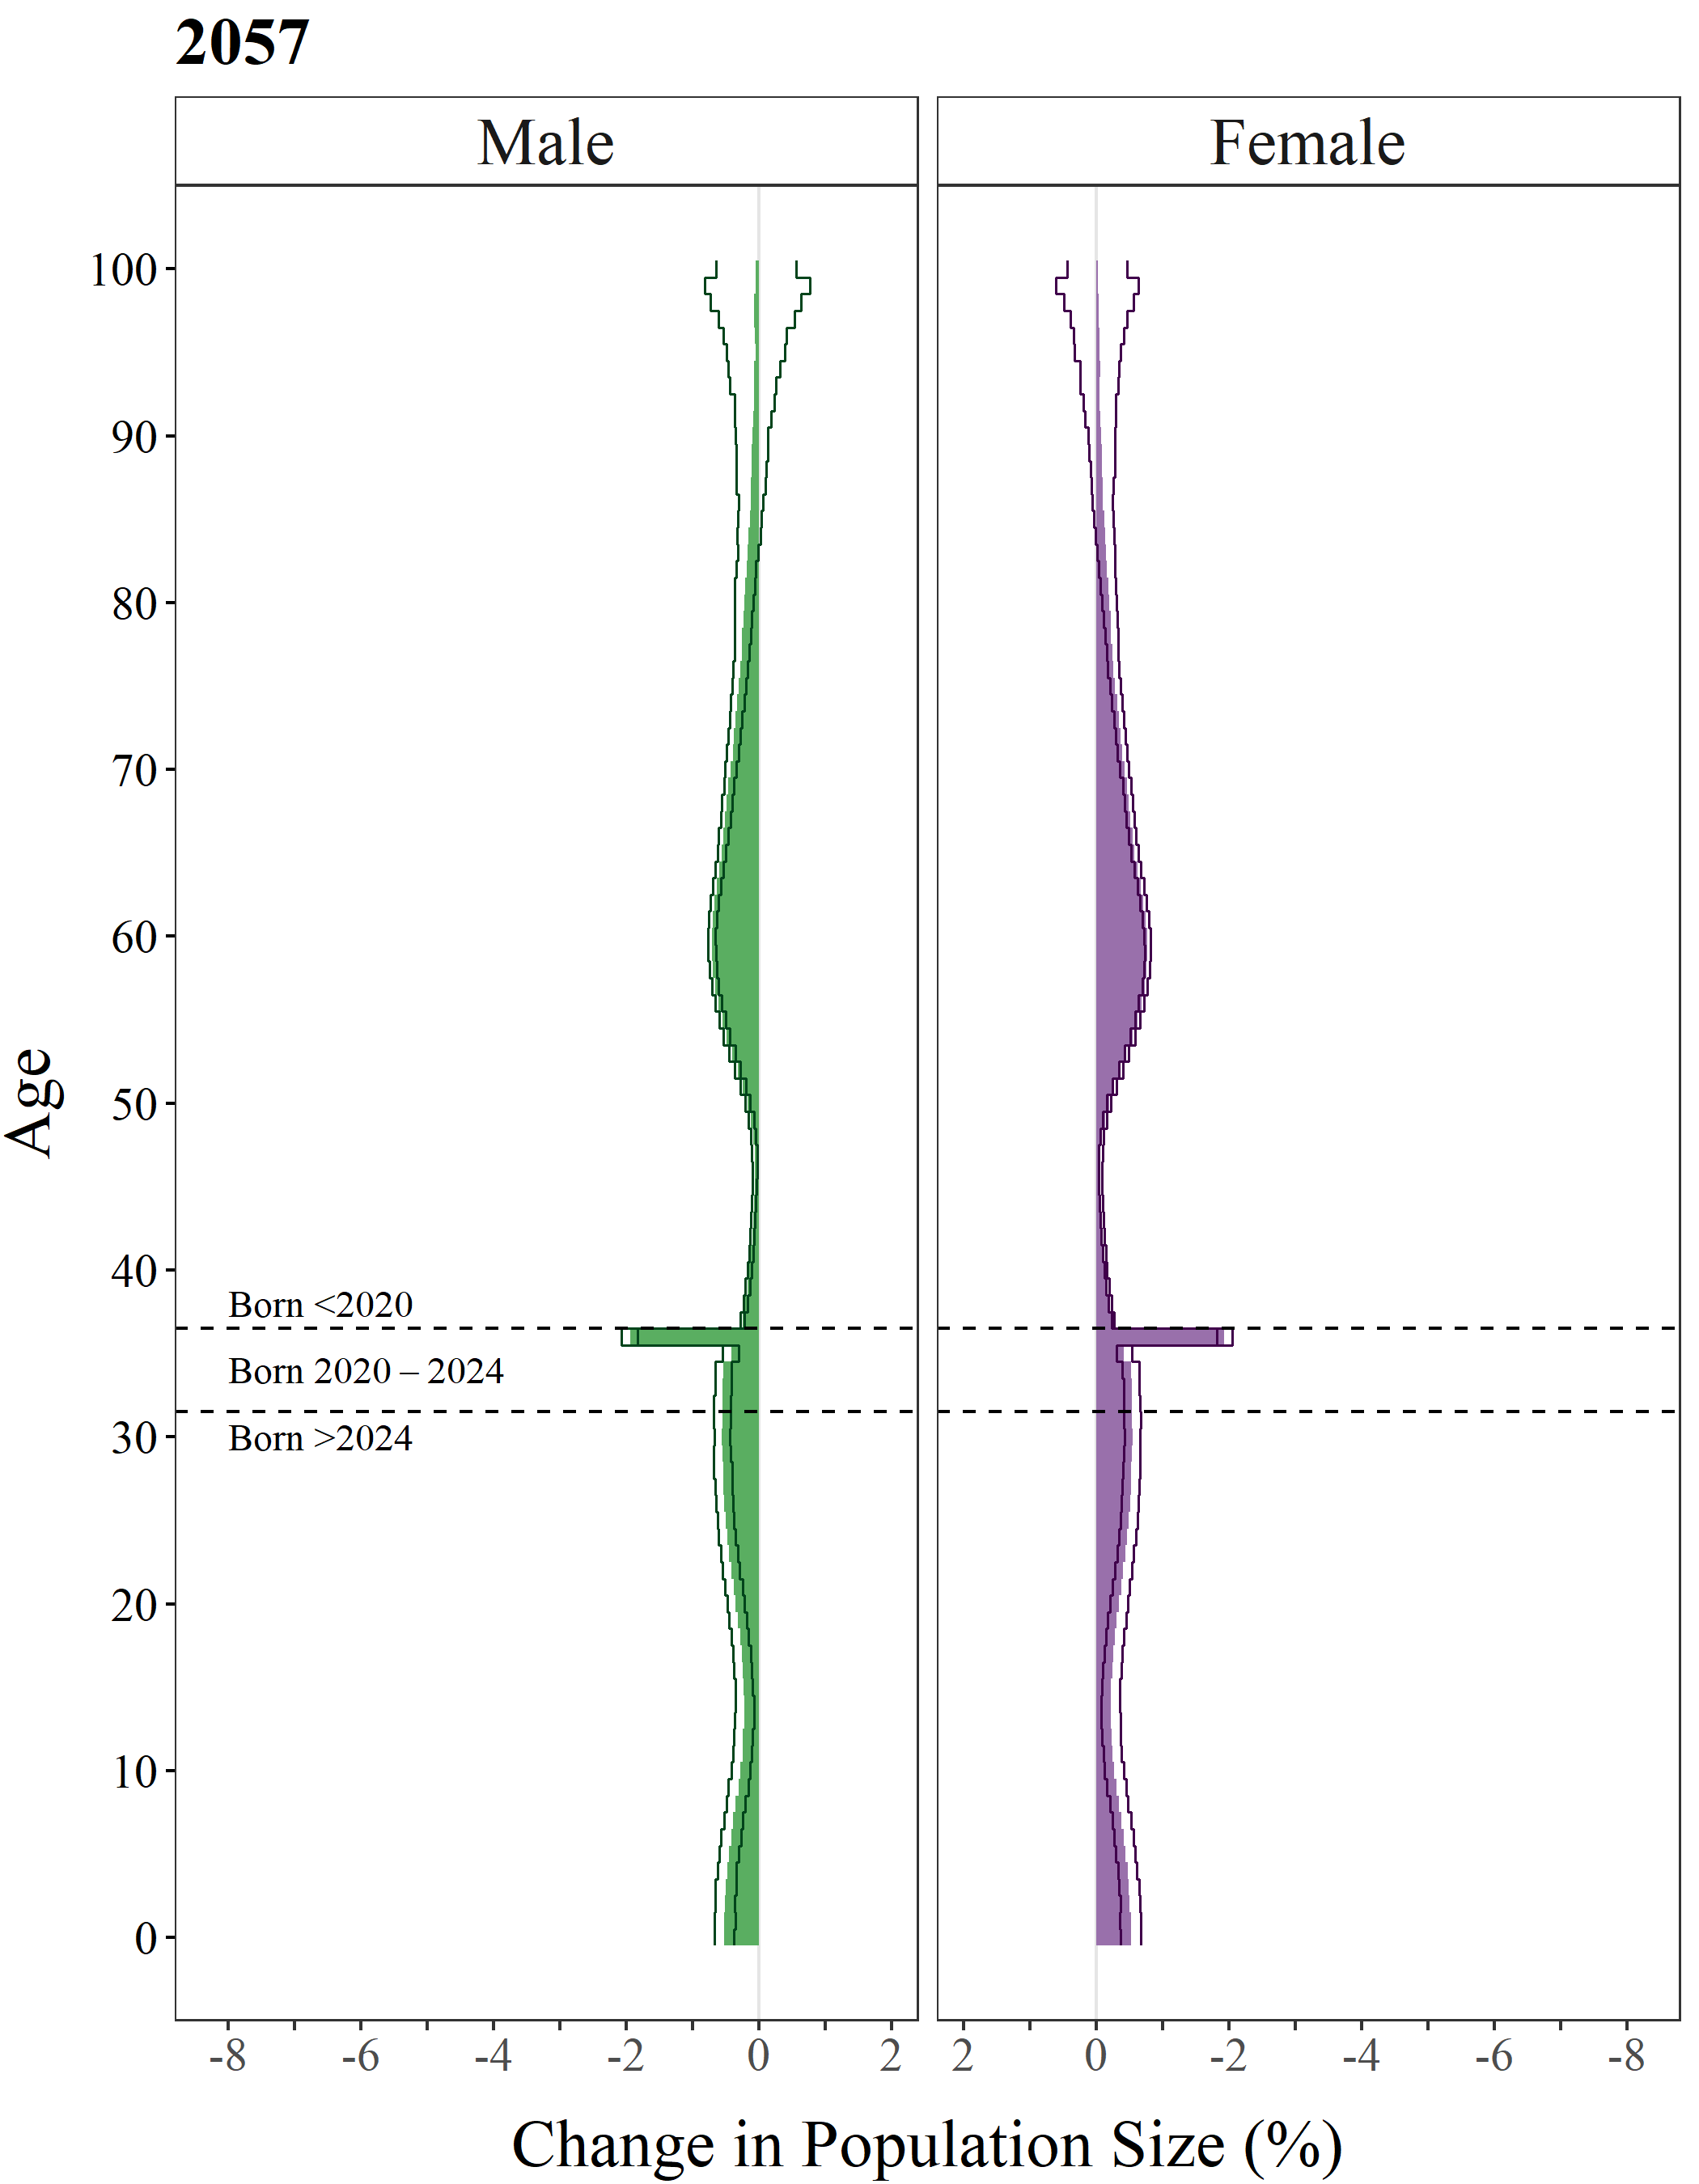 2057
Male Female
100
90
80
70
60
50
40
30
20
10
0
Age
Born <2020
Born 2020 – 2024
Born >2024
-8 -6 -4 -2 0 2 2 0 -2 -4 -6 -8
Change in Population Size (%)